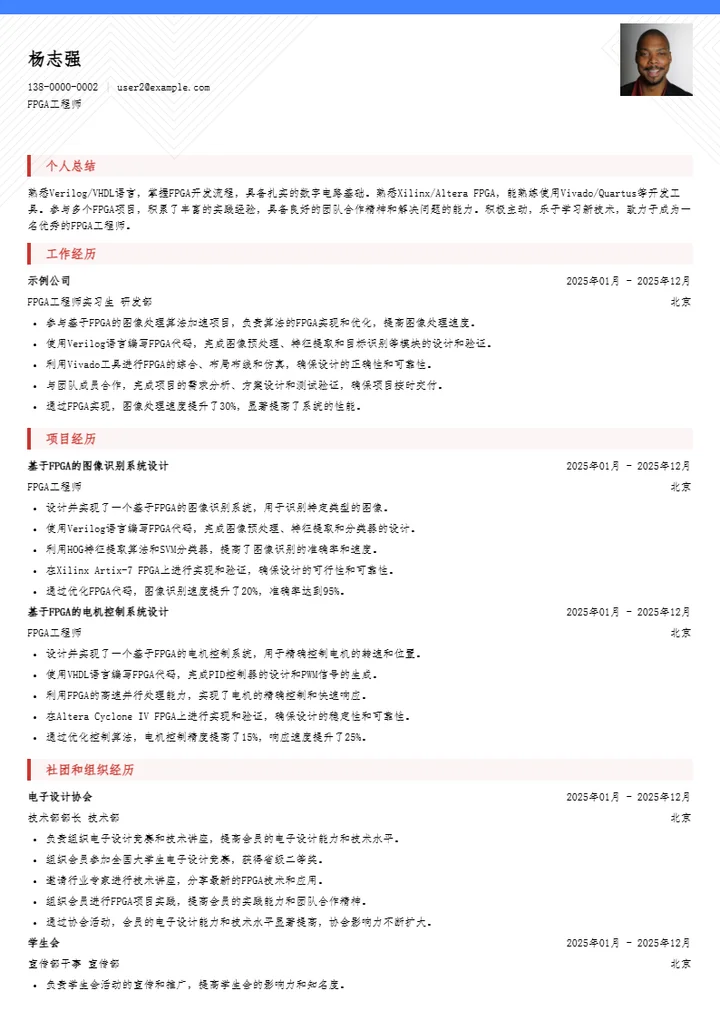 杨志强
138-0000-0002 | user2@example.com
FPGA工程师
个人总结
熟悉Verilog/VHDL语言，掌握FPGA开发流程，具备扎实的数字电路基础。熟悉Xilinx/Altera FPGA，能熟练使用Vivado/Quartus等开发工
具。参与多个FPGA项目，积累了丰富的实践经验，具备良好的团队合作精神和解决问题的能力。积极主动，乐于学习新技术，致力于成为一
名优秀的FPGA工程师。
工作经历
示例公司 2025年01月 - 2025年12月
FPGA工程师实习生 研发部 北京
• 参与基于FPGA的图像处理算法加速项目，负责算法的FPGA实现和优化，提高图像处理速度。
• 使用Verilog语言编写FPGA代码，完成图像预处理、特征提取和目标识别等模块的设计和验证。
• 利用Vivado工具进行FPGA的综合、布局布线和仿真，确保设计的正确性和可靠性。
• 与团队成员合作，完成项目的需求分析、方案设计和测试验证，确保项目按时交付。
• 通过FPGA实现，图像处理速度提升了30%，显著提高了系统的性能。
项目经历
基于FPGA的图像识别系统设计 2025年01月 - 2025年12月
FPGA工程师 北京
• 设计并实现了一个基于FPGA的图像识别系统，用于识别特定类型的图像。
• 使用Verilog语言编写FPGA代码，完成图像预处理、特征提取和分类器的设计。
• 利用HOG特征提取算法和SVM分类器，提高了图像识别的准确率和速度。
• 在Xilinx Artix-7 FPGA上进行实现和验证，确保设计的可行性和可靠性。
• 通过优化FPGA代码，图像识别速度提升了20%，准确率达到95%。
基于FPGA的电机控制系统设计 2025年01月 - 2025年12月
FPGA工程师 北京
• 设计并实现了一个基于FPGA的电机控制系统，用于精确控制电机的转速和位置。
• 使用VHDL语言编写FPGA代码，完成PID控制器的设计和PWM信号的生成。
• 利用FPGA的高速并行处理能力，实现了电机的精确控制和快速响应。
• 在Altera Cyclone IV FPGA上进行实现和验证，确保设计的稳定性和可靠性。
• 通过优化控制算法，电机控制精度提高了15%，响应速度提升了25%。
社团和组织经历
电子设计协会 2025年01月 - 2025年12月
技术部部长 技术部 北京
• 负责组织电子设计竞赛和技术讲座，提高会员的电子设计能力和技术水平。
• 组织会员参加全国大学生电子设计竞赛，获得省级二等奖。
• 邀请行业专家进行技术讲座，分享最新的FPGA技术和应用。
• 组织会员进行FPGA项目实践，提高会员的实践能力和团队合作精神。
• 通过协会活动，会员的电子设计能力和技术水平显著提高，协会影响力不断扩大。
学生会 2025年01月 - 2025年12月
宣传部干事 宣传部 北京
• 负责学生会活动的宣传和推广，提高学生会的影响力和知名度。